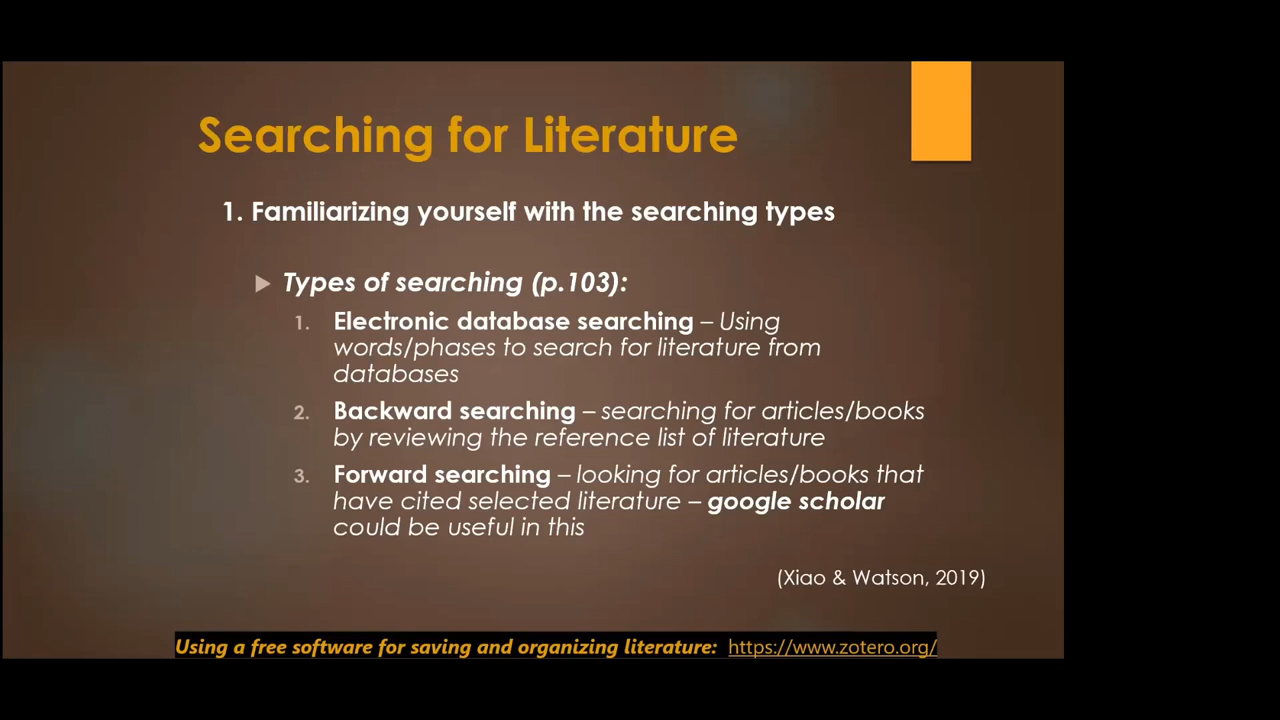 Searching for Literature
1. Familiarizing yourself with the searching types
Types of searching (p.103):
1. Electronic database searching – Using
words/phases to search for literature from
databases
2. Backward searching – searching for articles/books
by reviewing the reference list of literature
3. Forward searching – looking for articles/books that
have cited selected literature – google scholar
could be useful in this
(Xiao & Watson, 2019)
Using a free software for saving and organizing literature: https://www.zotero.org/